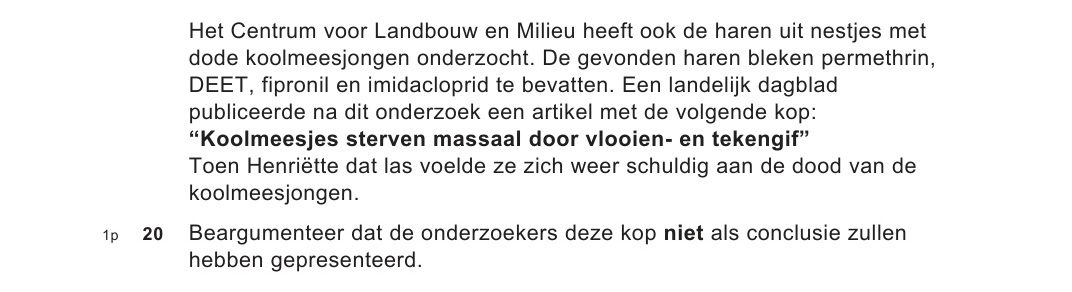 Het Centrum voor Landbouw en Milieu heeft ook de haren uit nestjes met
dode koolmeesjongen onderzocht. De gevonden haren bleken permethrin,
DEET, fipronil en imidacloprid te bevatten. Een landelijk dagblad
publiceerde na dit onderzoek een artikel met de volgende kop:
“Koolmeesjes sterven massaal door vlooien- en tekengif”
Toen Henriëtte dat las voelde ze zich weer schuldig aan de dood van de
koolmeesjongen.
1p 20 Beargumenteer dat de onderzoekers deze kop niet als conclusie zullen
hebben gepresenteerd.